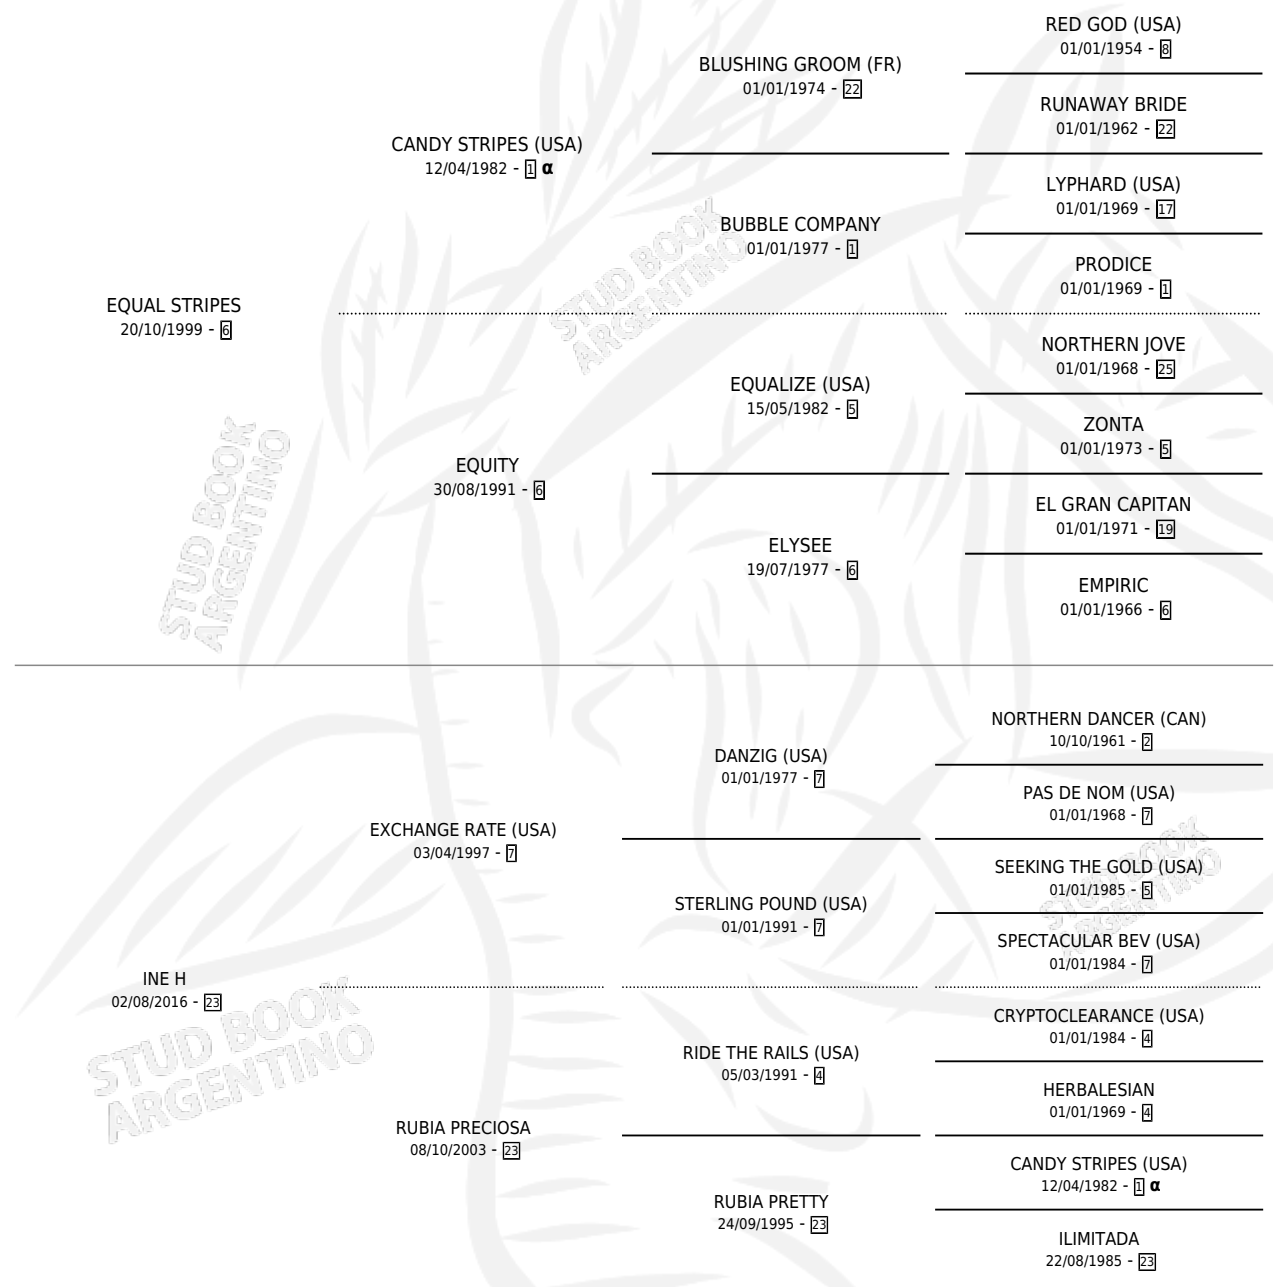 RED GOD (USA)
01/01/1954 - 8
BLUSHING GROOM (FR)
01/01/1974 - 22
RUNAWAY BRIDE
01/01/1962 - 22
CANDY STRIPES (USA)
12/04/1982 - 1 α
LYPHARD (USA)
01/01/1969 - 17
BUBBLE COMPANY
01/01/1977 - 1
PRODICE
01/01/1969 - 1
STUD BOOK
ARGENTINO
EQUAL STRIPES
20/10/1999 - 6
NORTHERN JOVE
01/01/1968 - 25
EQUALIZE (USA)
15/05/1982 - 5
ZONTA
01/01/1973 - 5
EQUITY
30/08/1991 - 6
EL GRAN CAPITAN
01/01/1971 - 19
ELYSEE
19/07/1977 - 6
EMPIRIC
01/01/1966 - 6
STUD BOOK
ARGENTINO
NORTHERN DANCER (CAN)
10/10/1961 - 2
DANZIG (USA)
01/01/1977 - 7
PAS DE NOM (USA)
01/01/1968 - 7
EXCHANGE RATE (USA)
03/04/1997 - 7
SEEKING THE GOLD (USA)
01/01/1985 - 5
STERLING POUND (USA)
01/01/1991 - 7
SPECTACULAR BEV (USA)
01/01/1984 - 7
STUD BOOK
ARGENTINO
INE H
02/08/2016 - 23
CRYPTOCLEARANCE (USA)
01/01/1984 - 4
RIDE THE RAILS (USA)
05/03/1991 - 4
HERBALESIAN
01/01/1969 - 4
STUD BOOK
ARGENTINO
RUBIA PRECIOSA
08/10/2003 - 23
CANDY STRIPES (USA)
12/04/1982 - 1 α
RUBIA PRETTY
24/09/1995 - 23
ILIMITADA
22/08/1985 - 23